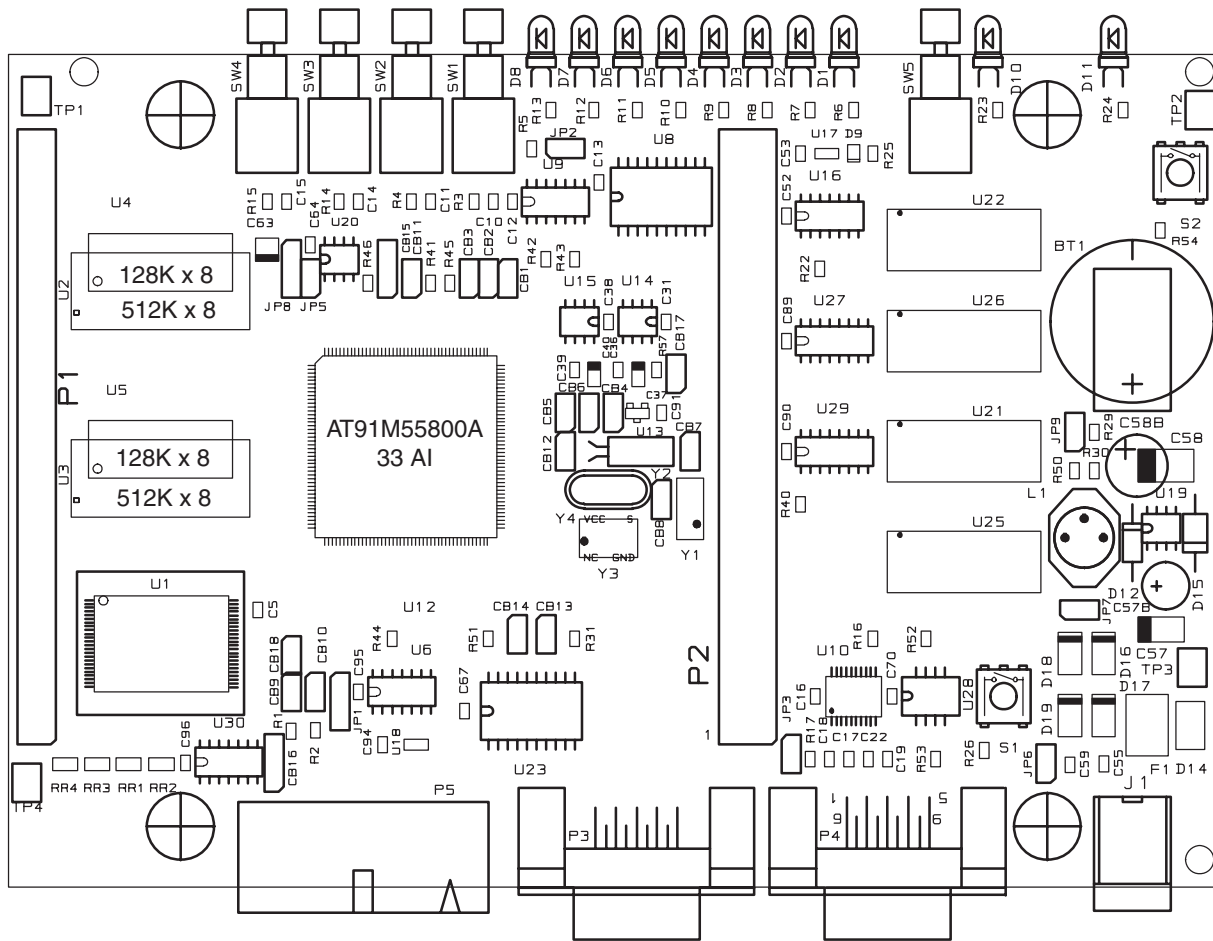 SW4
SW3
SW2
SW1
D8
D7
D6
D5
D4
D3
D2
D1
SW5
D10
D11
TP1
R5
R13
R12
R11
R10
R9
R8
R7
R6
R23
R24
TP2
JP2
U9
C13
U8
C53
U17
D9
R25
U16
C52
U4
R15
C15
R14
C14
R4
C11
R3
C10
C12
C63
C64
U20
R46
CB15
CB11
R41
R45
CB3
CB2
CB1
R42
R43
R22
U22
S2
R54
BT1
U2
128K x 8
512K x 8
JP8
JP5
U15
C38
U14
C31
CB17
C89
U27
U26
C39
C40
C36
R57
P1
U5
AT91M55800A
33 AI
CB5
CB6
CB4
C37
C91
C90
U29
U21
JP9
R29
C58B
C58
U3
128K x 8
512K x 8
CB12
U13
CB7
Y2
R50
R30
L1
U19
R40
Y4
VCC
S
NC
GND
Y3
CB8
Y1
U25
U1
C5
U12
CB14
CB13
D12
C57B
D15
JP7
C57
R44
R51
R31
R16
R52
CB18
CB10
CB9
C95
U6
C67
P2
U10
C16
C70
U28
D18
D16
TP3
D17
D19
U30
R1
R2
JP1
C94
U18
U23
1
JP3
R17
C18
C17
C22
C19
R53
R26
S1
JP6
C59
C55
F1
D14
C96
CB16
TP4
RR4
RR3
RR1
RR2
P5
P3
P4
1
5
6
9
J1